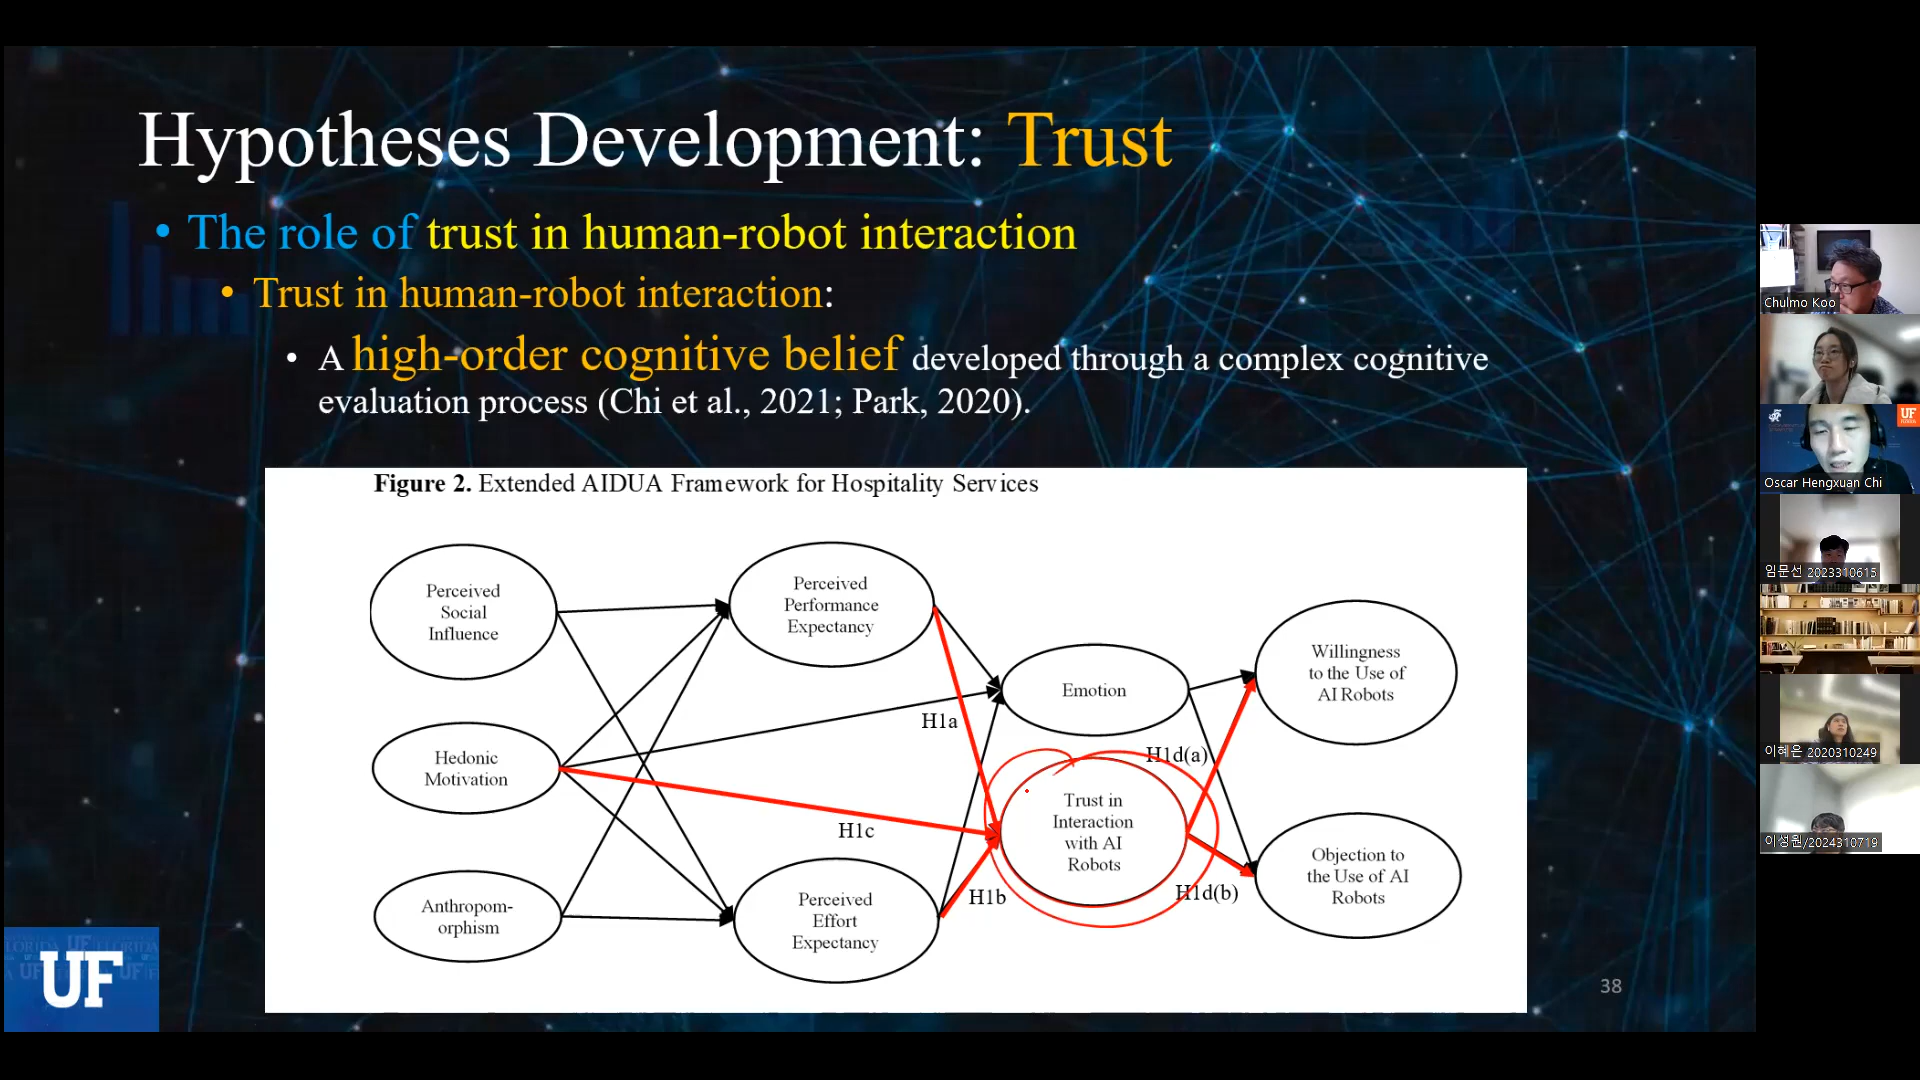 Hypotheses Development: Trust
• The role of trust in human-robot interaction
• Trust in human-robot interaction:
• A high-order cognitive belief developed through a complex cognitive
evaluation process (Chi et al., 2021; Park, 2020).
Figure 2. Extended AIDUA Framework for Hospitality Services
Perceived
Social
Influence
Hedonic
Motivation
Anthropom-
orphism
Perceived
Performance
Expectancy
Perceived
Effort
Expectancy
H1a
H1c
H1b
Emotion
Trust in
Interaction
with AI
Robots
H1d(a)
H1d(b)
Willingness
to the Use of
AI Robots
Objection to
the Use of AI
Robots
38
UF
Chulmo Koo
UF
Oscar Hengxuan Chi
임문선 2023310615
이혜은 2020310249
이성원/2024310719